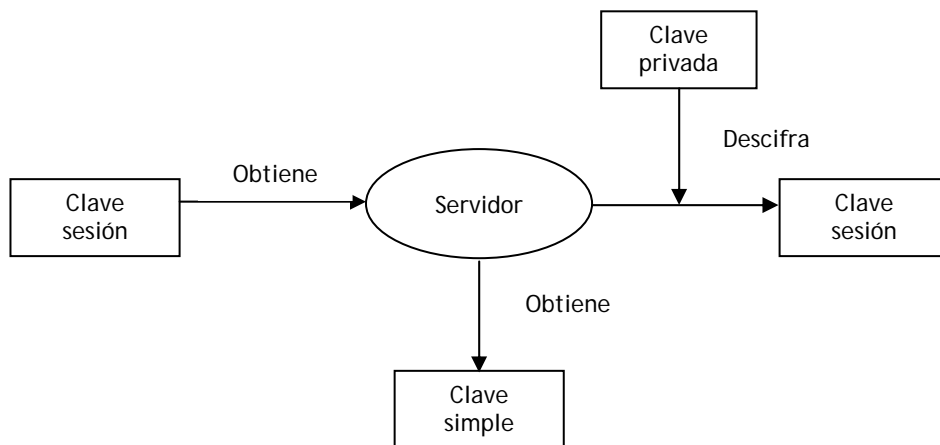 Clave
privada
Descifra
Obtiene
Clave
sesión
Servidor
Clave
sesión
Obtiene
Clave
simple